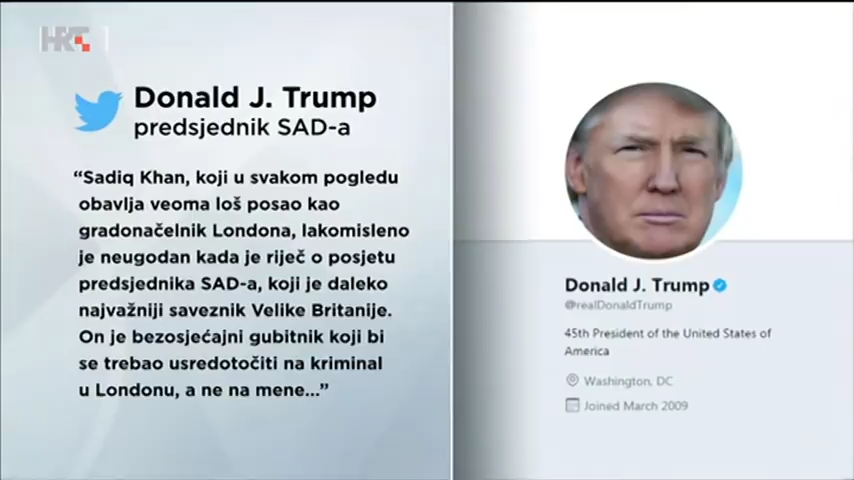 HRT 1
Donald J. Trump
predsjednik SAD-a
“Sadiq Khan, koji u svakom pogledu
obavlja veoma loš posao kao
gradonačelnik Londona, lakomisleno
je neugodan kada je riječ o posjetu
predsjednika SAD-a, koji je daleko
najvažniji saveznik Velike Britanije.
On je bezosjećajni gubitnik koji bi
se trebao usredotočiti na kriminal
u Londonu, a ne na mene...”
Donald J. Trump
@realDonaldTrump
45th President of the United States of
America
Washington, DC
Joined March 2009